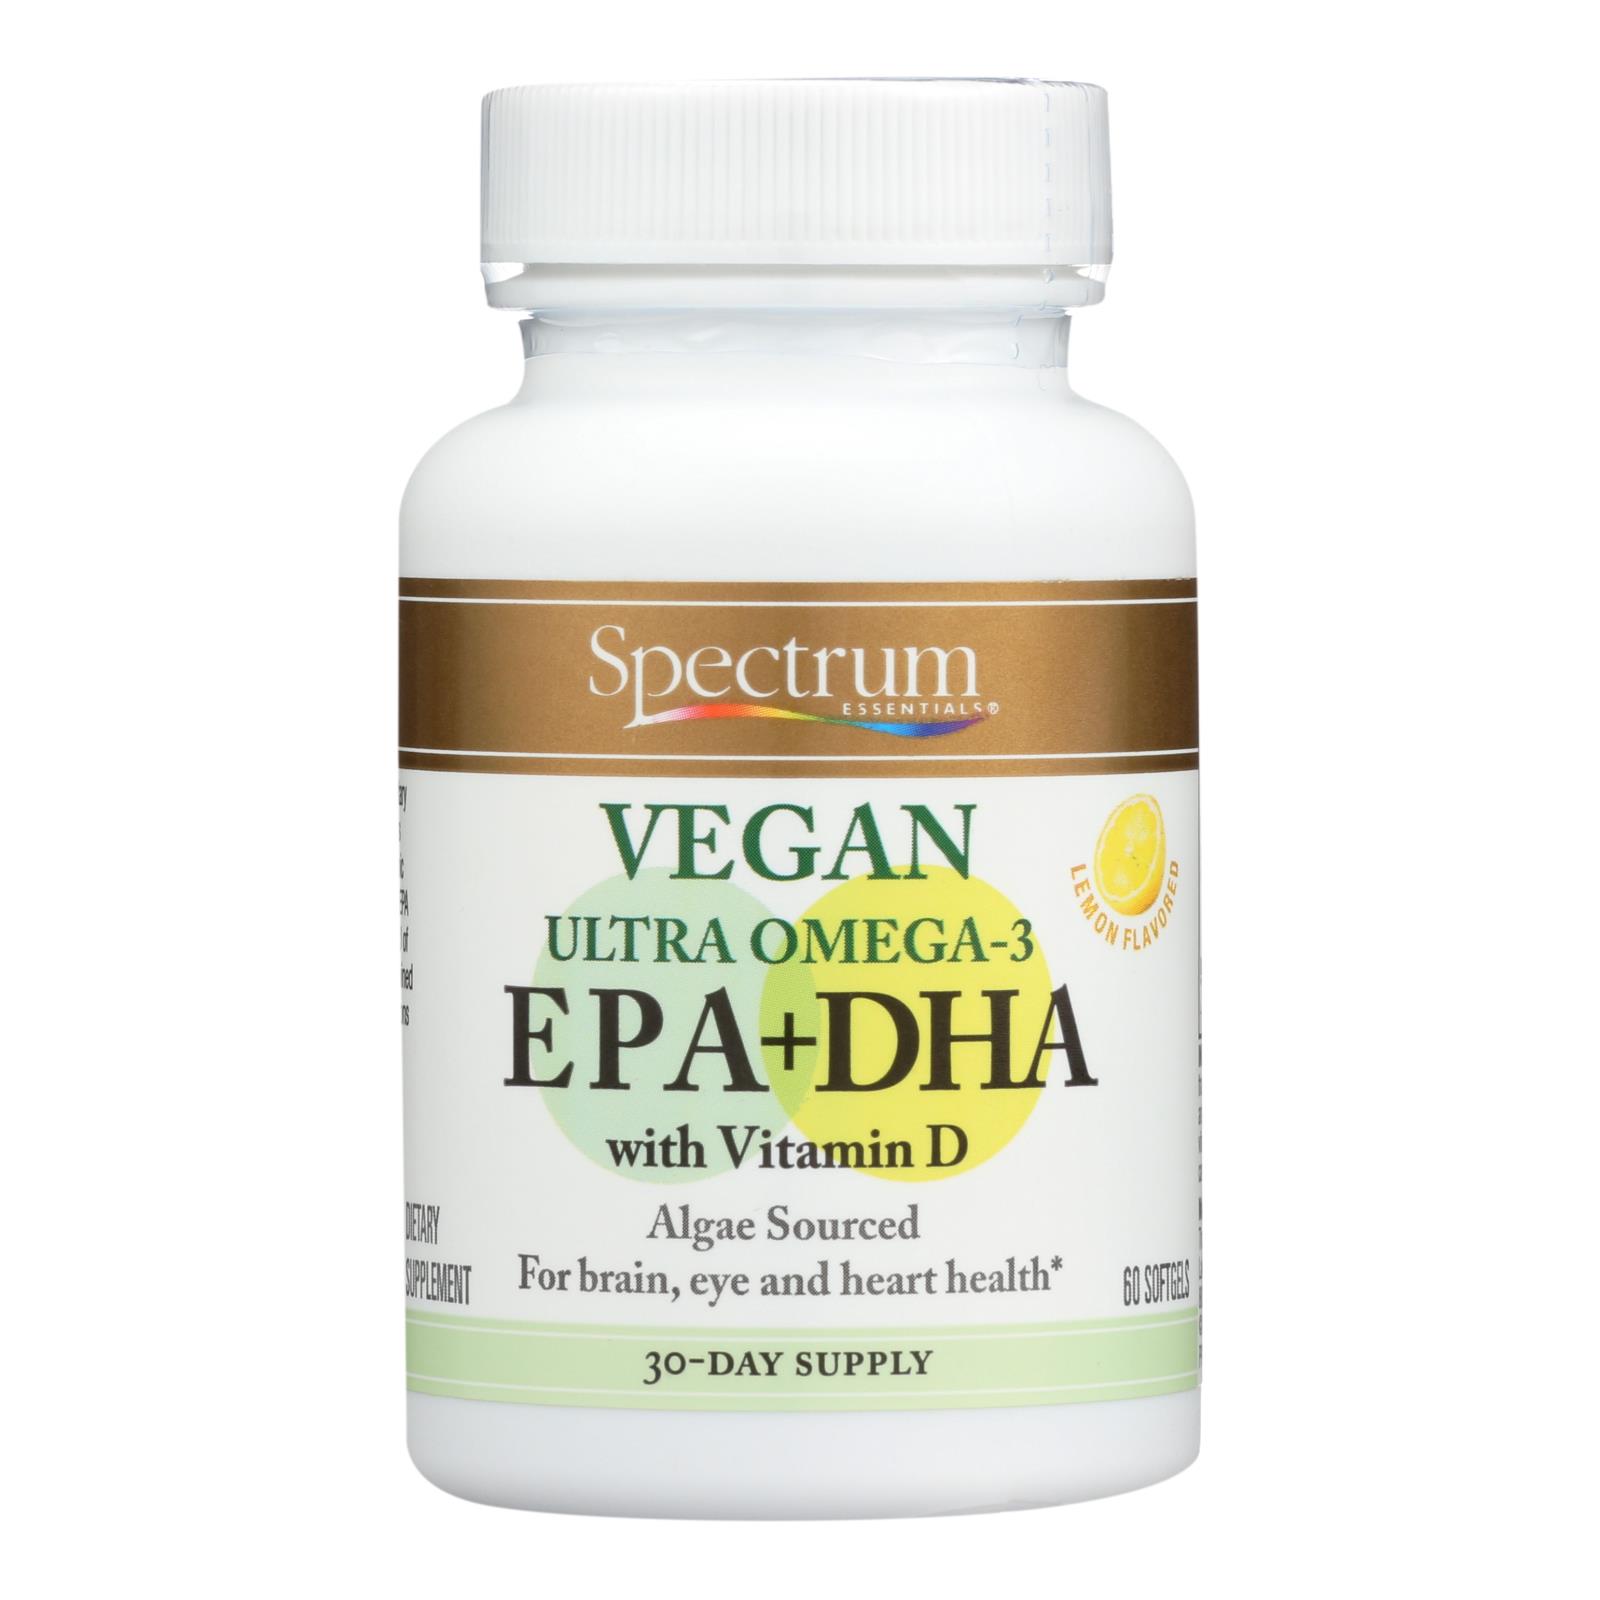 Spectrum
ESSENTIALS®
VEGAN
LEMON FLAVORED
ULTRA OMEGA-3
EPA+DHA
with Vitamin D
Algae Sourced
For brain, eye and heart health*
DIETARY
SUPPLEMENT
60 SOFTGELS
30-DAY SUPPLY